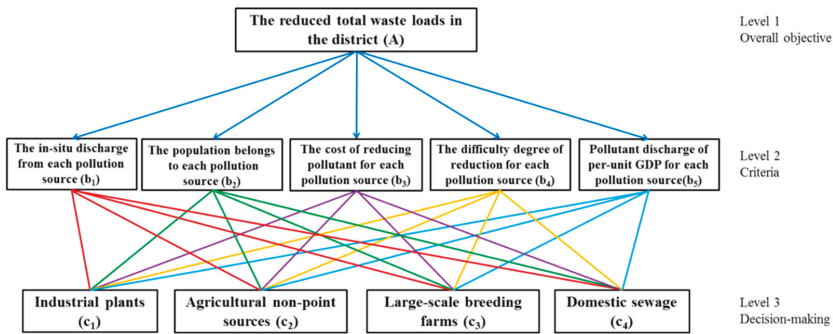 The reduced total waste loads in
the district (A)
Level 1
Overall objective
The in-situ discharge
from each pollution
source (b₁)
The population belongs
to each pollution
source (b₂)
The cost of reducing
pollutant for each
pollution source (b₃)
The difficulty degree of
reduction for each
pollution source (b₄)
Pollutant discharge of
per-unit GDP for each
pollution source(b₅)
Level 2
Criteria
Industrial plants
(c₁)
Agricultural non-point
sources (c₂)
Large-scale breeding
farms (c₃)
Domestic sewage
(c₄)
Level 3
Decision-making